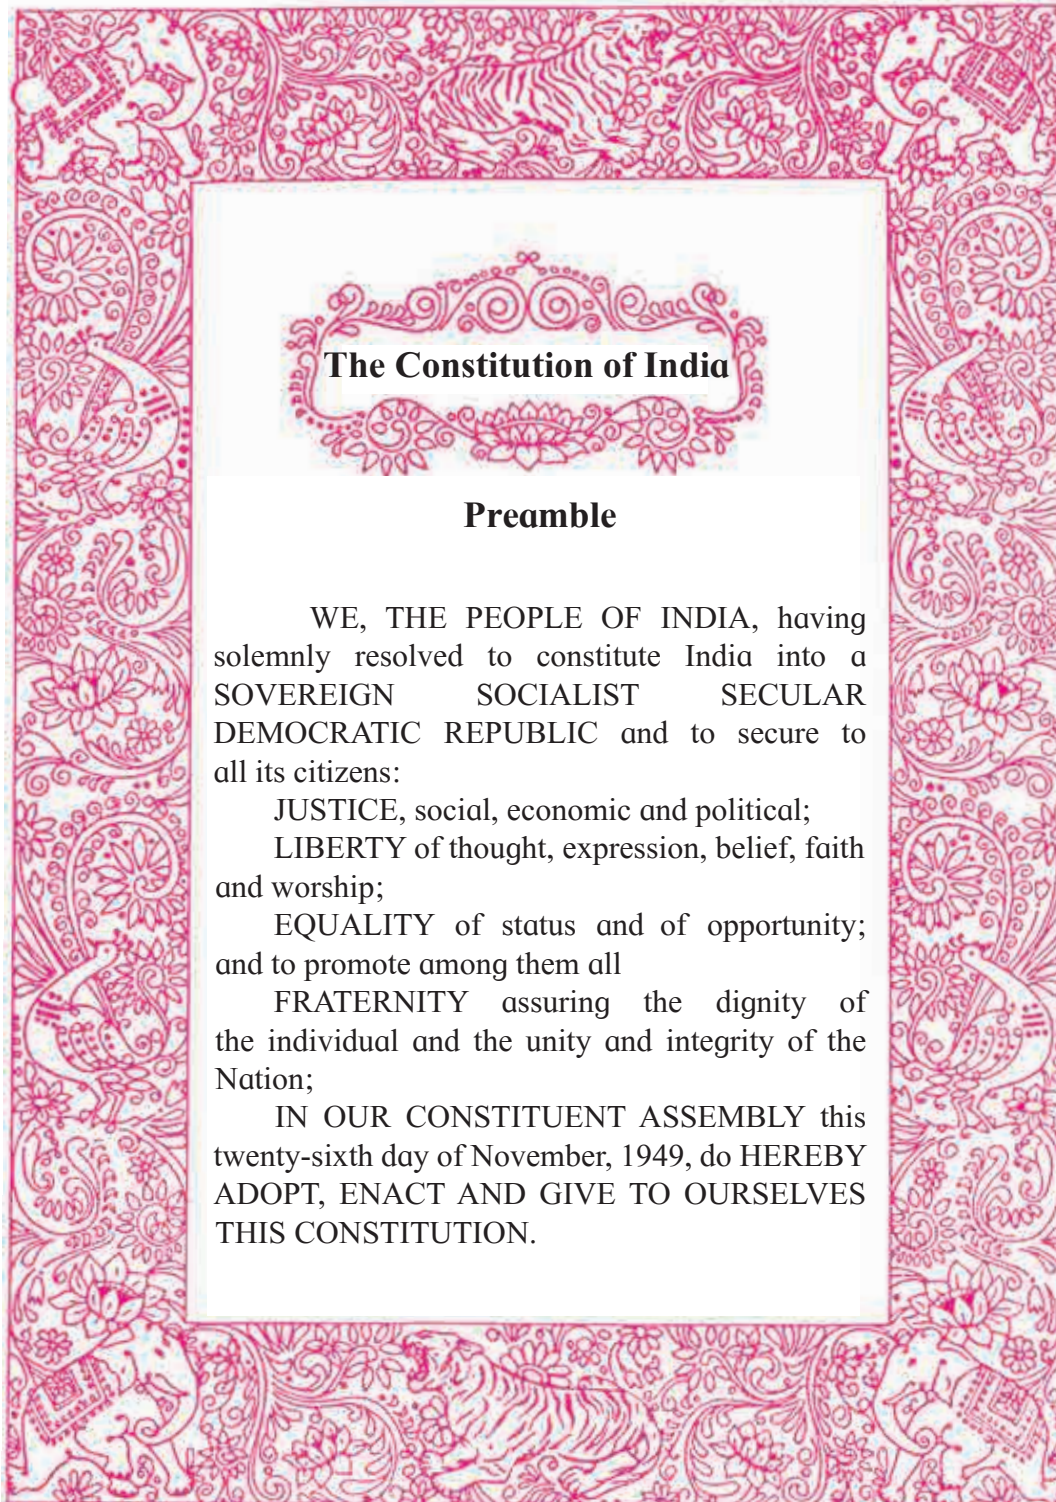 The Constitution of India
Preamble
WE, THE PEOPLE OF INDIA, having
solemnly resolved to constitute India into a
SOVEREIGN SOCIALIST SECULAR
DEMOCRATIC REPUBLIC and to secure to
all its citizens:
JUSTICE, social, economic and political;
LIBERTY of thought, expression, belief, faith
and worship;
EQUALITY of status and of opportunity;
and to promote among them all
FRATERNITY assuring the dignity of
the individual and the unity and integrity of the
Nation;
IN OUR CONSTITUENT ASSEMBLY this
twenty-sixth day of November, 1949, do HEREBY
ADOPT, ENACT AND GIVE TO OURSELVES
THIS CONSTITUTION.